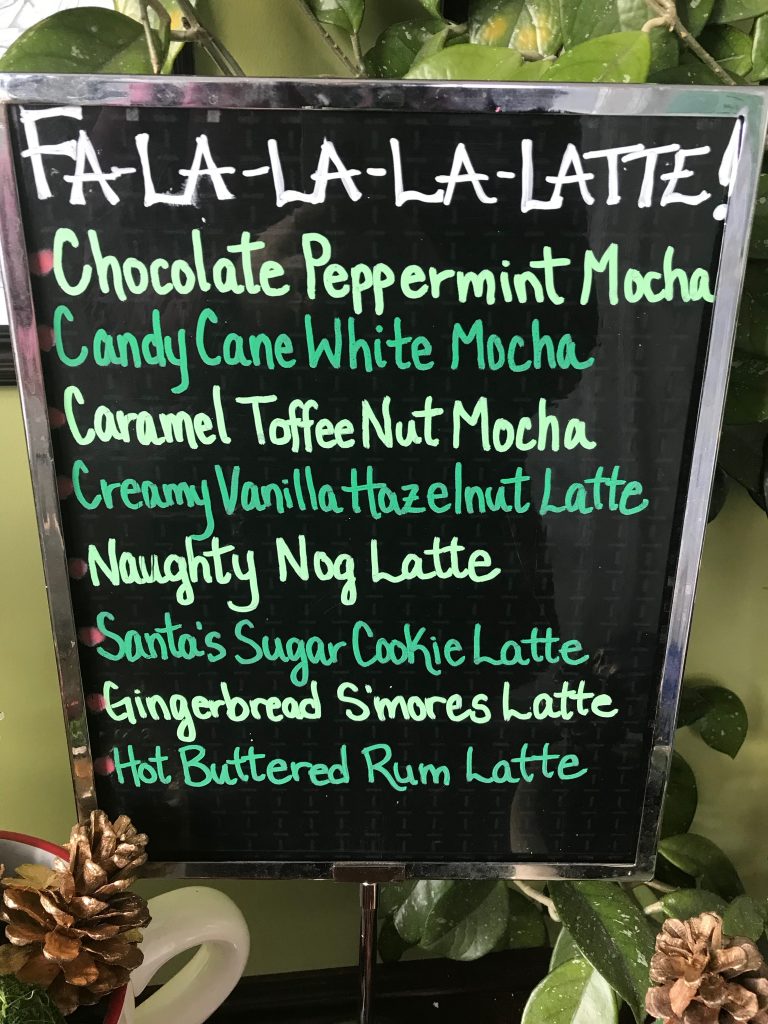 FA-LA-LA-LA-LATTE!
Chocolate Peppermint Mocha
Candy Cane White Mocha
Caramel Toffee Nut Mocha
Creamy Vanilla Hazelnut Latte
Naughty Nog Latte
Santa's Sugar Cookie Latte
Gingerbread S'mores Latte
Hot Buttered Rum Latte